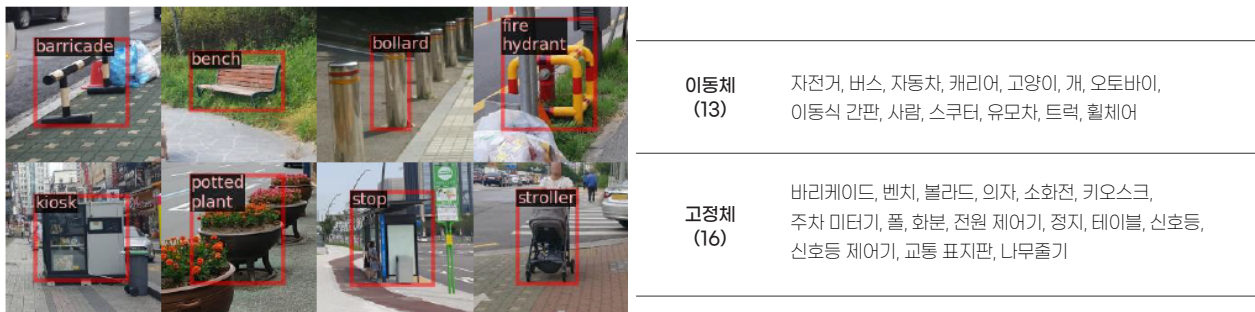 barricade
bench
bollard
fire
hydrant
kiosk
potted
plant
stop
stroller
이동체
(13)
자전거, 버스, 자동차, 캐리어, 고양이, 개, 오토바이,
이동식 간판, 사람, 스쿠터, 유모차, 트럭, 휠체어
고정체
(16)
바리케이드, 벤치, 볼라드, 의자, 소화전, 키오스크,
주차 미터기, 폴, 화분, 전원 제어기, 정지, 테이블, 신호등,
신호등 제어기, 교통 표지판, 나무줄기